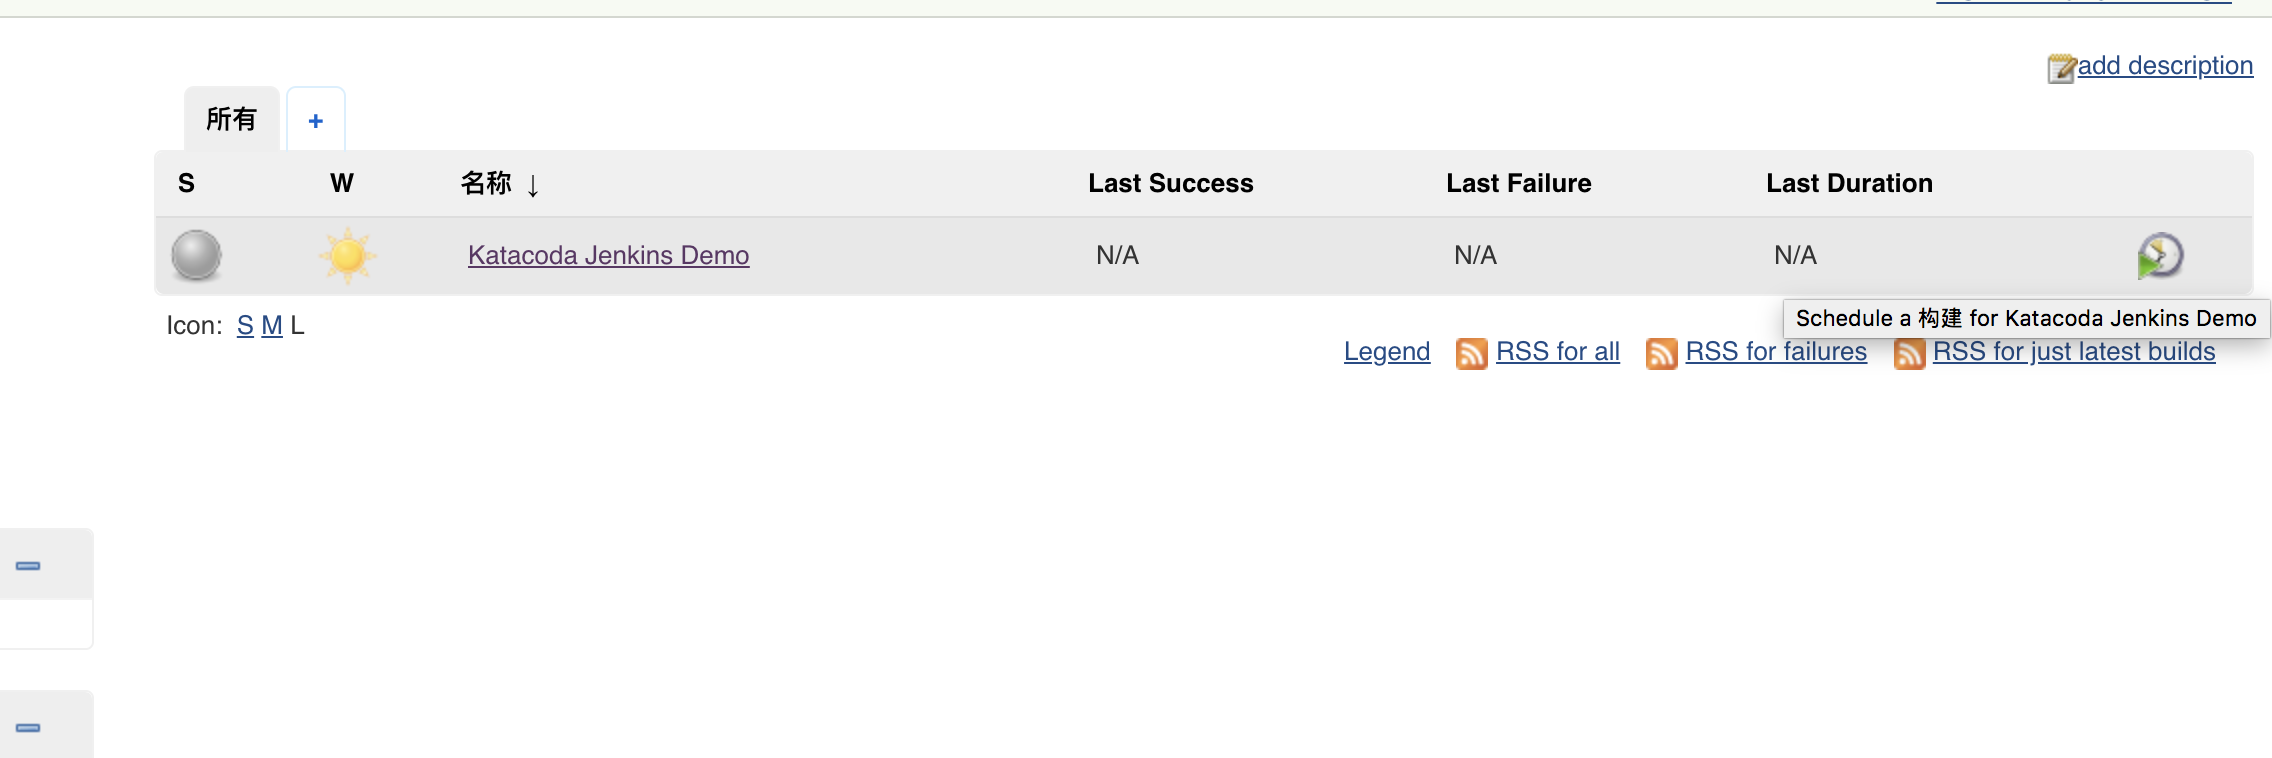 add description
所有
+
S W 名称 ↓ Last Success Last Failure Last Duration
Katacoda Jenkins Demo N/A N/A N/A
Schedule a 构建 for Katacoda Jenkins Demo
Icon: S M L
Legend RSS for all RSS for failures RSS for just latest builds